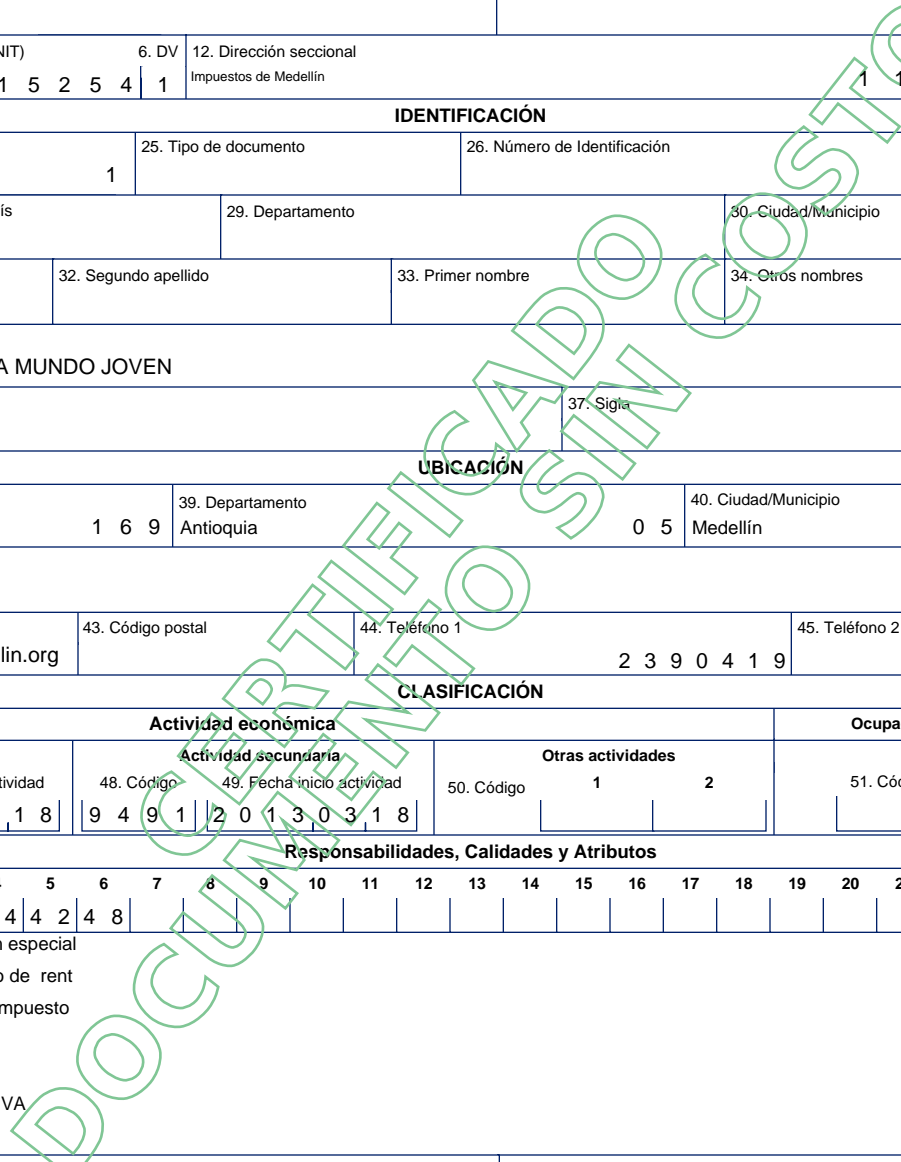 NIT) 6. DV 12. Dirección seccional
1 5 2 5 4 1 Impuestos de Medellín 1 1
IDENTIFICACIÓN
25. Tipo de documento 26. Número de Identificación
1
ís 29. Departamento 30. Ciudad/Municipio
32. Segundo apellido 33. Primer nombre 34. Otros nombres
A MUNDO JOVEN
37. Sigla
UBICACIÓN
39. Departamento 40. Ciudad/Municipio
1 6 9 Antioquia 0 5 Medellín
43. Código postal 44. Teléfono 1 45. Teléfono 2
lin.org 2 3 9 0 4 1 9
CLASIFICACIÓN
Actividad económica Ocupa
Actividad secundaria Otras actividades
tividad 48. Código 49. Fecha inicio actividad 50. Código 1 2 51. Cód
1 8 9 4 9 1 2 0 1 3 0 3 1 8
Responsabilidades, Calidades y Atributos
5 6 7 8 9 10 11 12 13 14 15 16 17 18 19 20 2
4 4 2 4 8
n especial
o de rent
mpuesto
VA
CERTIFICADO
DOCUMENTO SIN COSTO